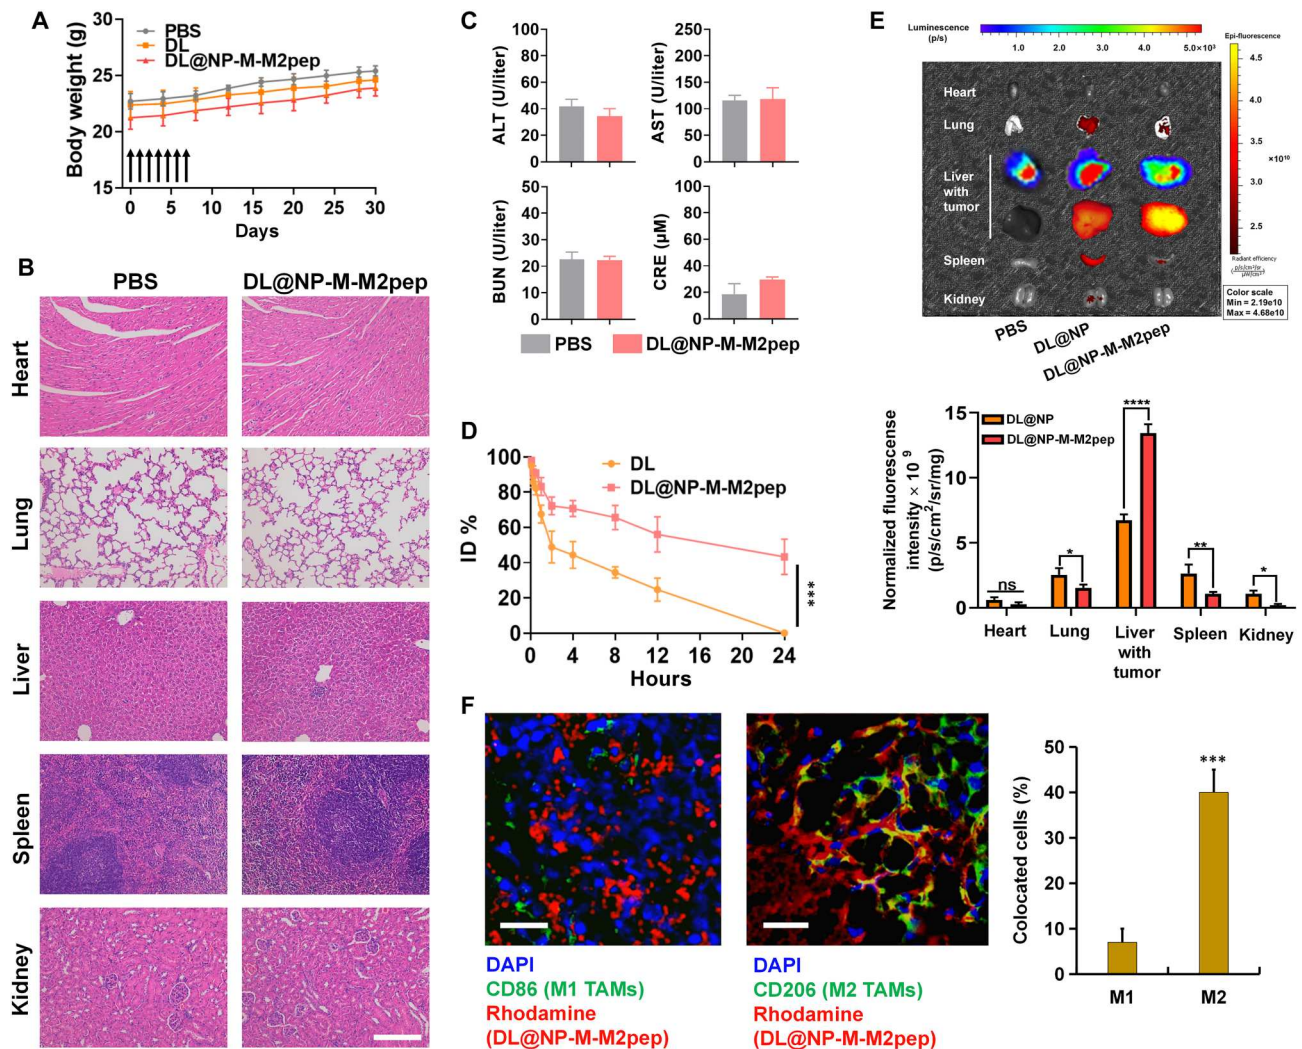 A
Body weight (g)
30
25
20
15
PBS
DL
DL@NP-M-M2pep
0 5 10 15 20 25 30
Days
B
PBS DL@NP-M-M2pep
Heart
Lung
Liver
Spleen
Kidney
C
ALT (U/liter)
100
80
60
40
20
0
AST (U/liter)
250
200
150
100
50
0
BUN (U/liter)
50
40
30
20
10
0
CRE (μM)
100
80
60
40
20
0
PBS DL@NP-M-M2pep
D
ID %
100
80
60
40
20
0
DL
DL@NP-M-M2pep
***
0 4 8 12 16 20 24
Hours
E
Luminescence
(p/s)
1.0 2.0 3.0 4.0 5.0×10³
Epi-fluorescence
4.5
4.0
3.5
×10¹⁰
3.0
2.5
Radiant efficiency
Color scale
Min = 2.19e10
Max = 4.68e10
Heart
Lung
Liver
with
tumor
Spleen
Kidney
PBS
DL@NP
DL@NP-M-M2pep
Normalized fluorescence
intensity × 10 9
(p/s/cm²/sr/mg)
15
10
5
0
DL@NP
DL@NP-M-M2pep
ns
*
****
**
*
Heart Lung Liver Spleen Kidney
with
tumor
F
DAPI
CD86 (M1 TAMs)
Rhodamine
(DL@NP-M-M2pep)
DAPI
CD206 (M2 TAMs)
Rhodamine
(DL@NP-M-M2pep)
Colocated cells (%)
50
40
30
20
10
0
***
M1 M2